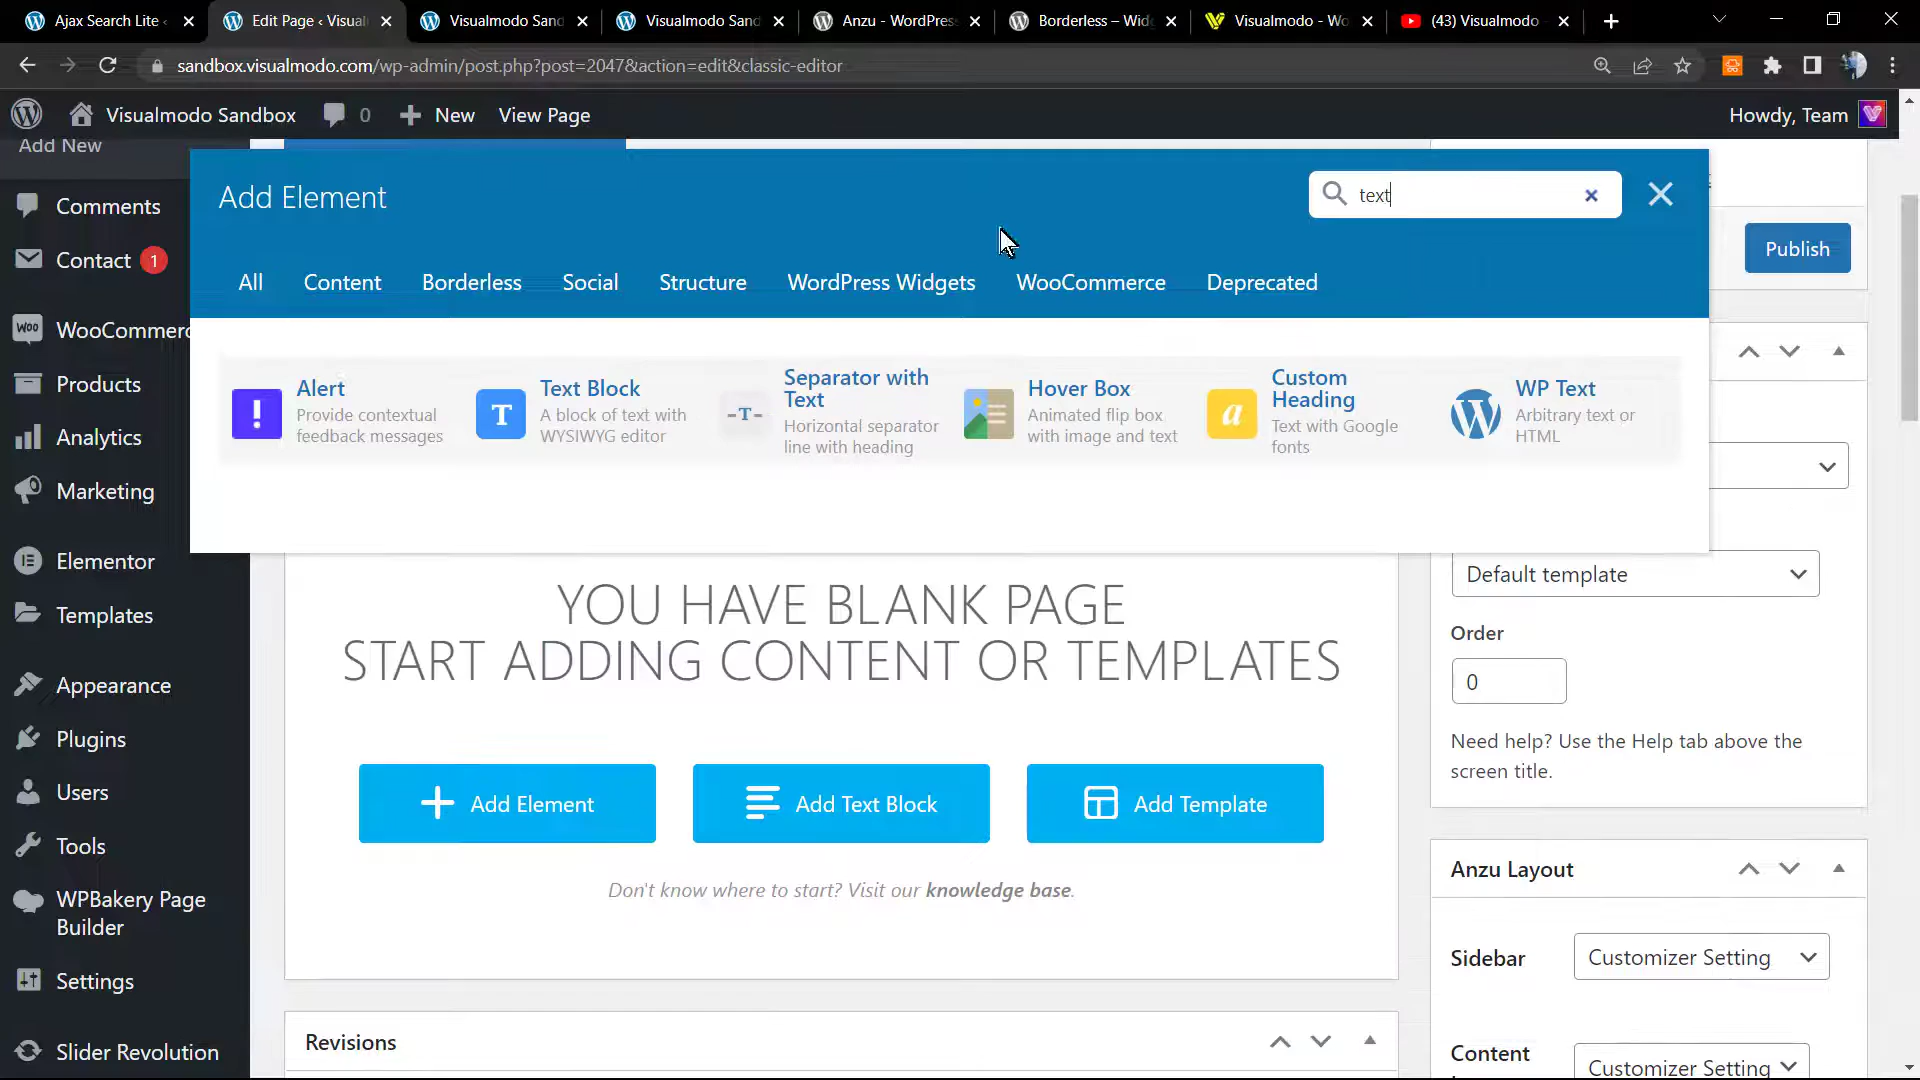 Ajax Search Lite
Edit Page ‹ Visual
Visualmodo Sand
Visualmodo Sand
Anzu - WordPress
Borderless – Widg
Visualmodo - Wo
(43) Visualmodo
sandbox.visualmodo.com/wp-admin/post.php?post=2047&action=edit&classic-editor
Visualmodo Sandbox
0
New
View Page
Howdy, Team
Add New
Comments
Contact 1
WooCommerc
Products
Analytics
Marketing
Elementor
Templates
Appearance
Plugins
Users
Tools
WPBakery Page
Builder
Settings
Slider Revolution
Add Element
text
All
Content
Borderless
Social
Structure
WordPress Widgets
WooCommerce
Deprecated
Alert
Provide contextual
feedback messages
T
Text Block
A block of text with
WYSIWYG editor
-T-
Separator with
Text
Horizontal separator
line with heading
Hover Box
Animated flip box
with image and text
a
Custom
Heading
Text with Google
fonts
WP Text
Arbitrary text or
HTML
YOU HAVE BLANK PAGE
START ADDING CONTENT OR TEMPLATES
Add Element
Add Text Block
Add Template
Don't know where to start? Visit our knowledge base.
Revisions
Publish
Default template
Order
0
Need help? Use the Help tab above the
screen title.
Anzu Layout
Sidebar
Customizer Setting
Content
Customizer Setting